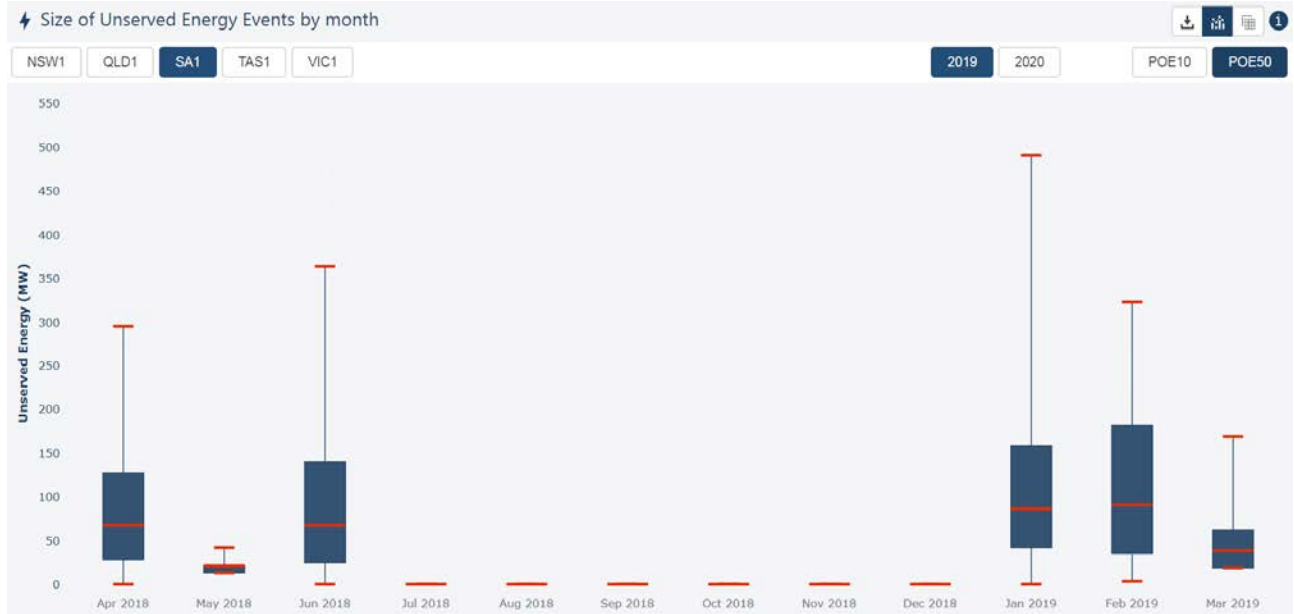 Size of Unserved Energy Events by month
i
NSW1 QLD1 SA1 TAS1 VIC1 2019 2020 POE10 POE50
Unserved Energy (MW)
550
500
450
400
350
300
250
200
150
100
50
0
Apr 2018 May 2018 Jun 2018 Jul 2018 Aug 2018 Sep 2018 Oct 2018 Nov 2018 Dec 2018 Jan 2019 Feb 2019 Mar 2019